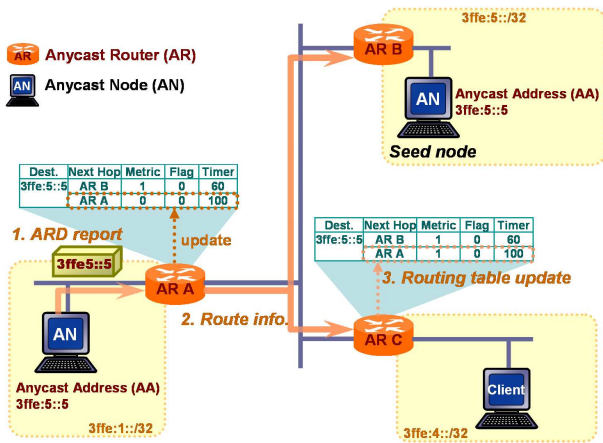 3ffe:5::/32
AR
Anycast Router (AR)
AR B
AN
Anycast Node (AN)
AN
Anycast Address (AA)
3ffe:5::5
Seed node
Dest. Next Hop Metric Flag Timer
3ffe:5::5 AR B 1 0 60
AR A 0 0 100
1. ARD report
update
3ffe5::5
AR A
2. Route info.
Dest. Next Hop Metric Flag Timer
3ffe:5::5 AR B 1 0 60
AR A 1 0 100
3. Routing table update
AR C
AN
Anycast Address (AA)
3ffe:5::5
3ffe:1::/32
Client
3ffe:4::/32